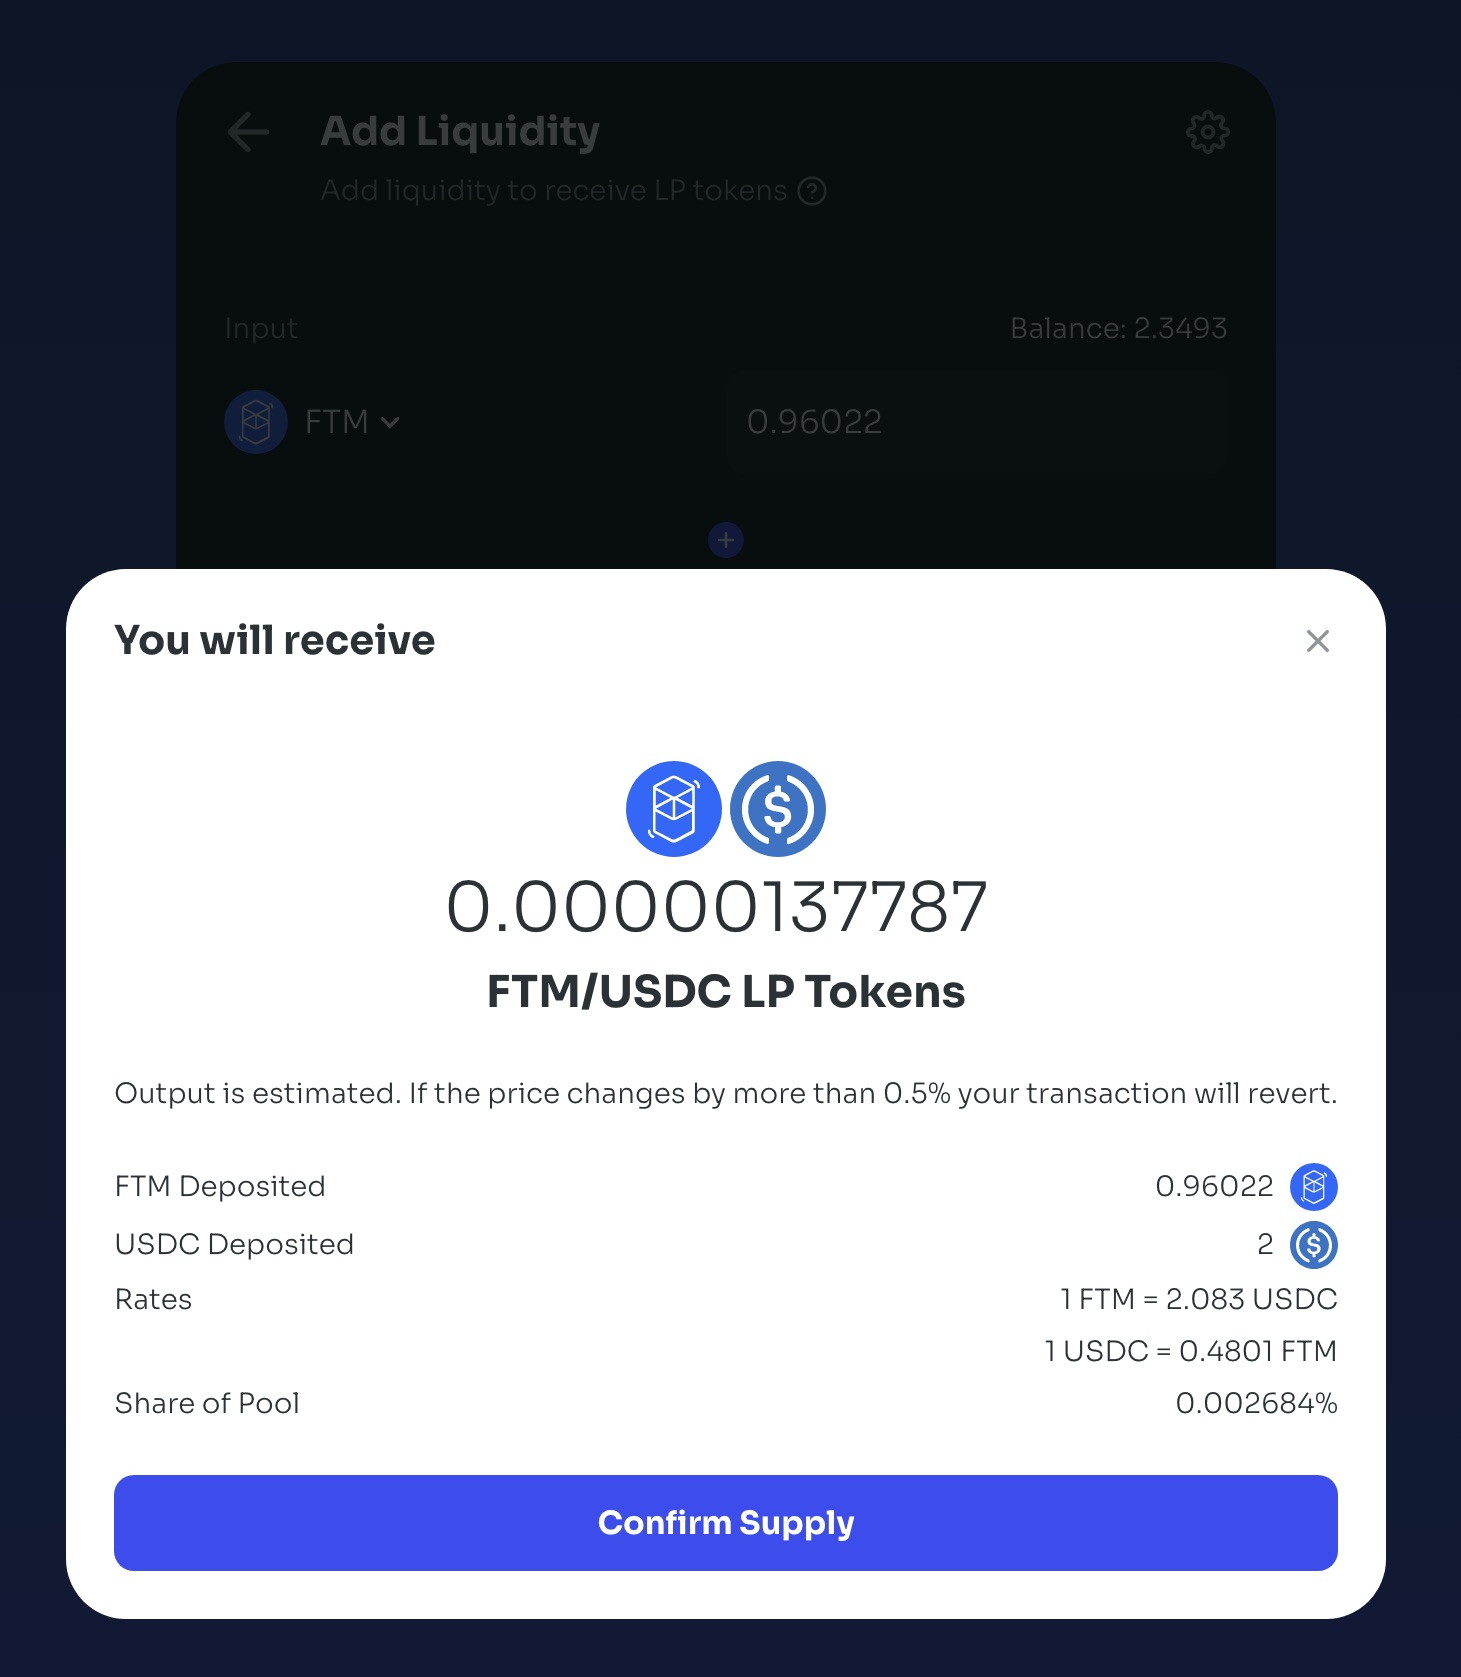 Add Liquidity
Add liquidity to receive LP tokens
Input
Balance: 2.3493
FTM
0.96022
You will receive
0.00000137787
FTM/USDC LP Tokens
Output is estimated. If the price changes by more than 0.5% your transaction will revert.
FTM Deposited 0.96022
USDC Deposited 2
Rates 1 FTM = 2.083 USDC
1 USDC = 0.4801 FTM
Share of Pool 0.002684%
Confirm Supply